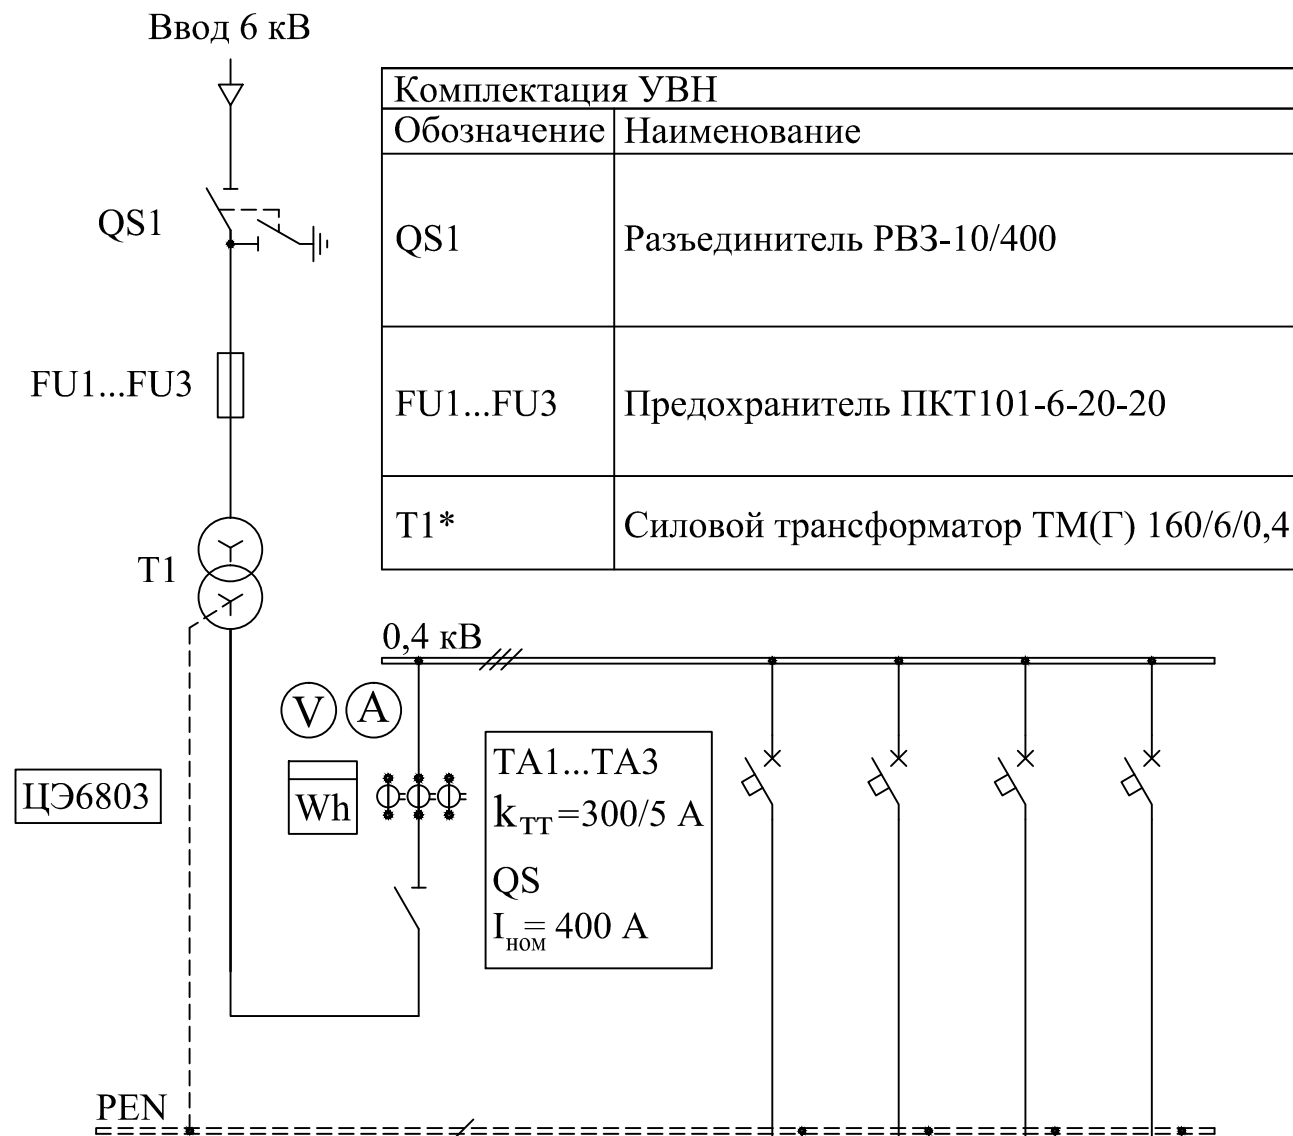 Ввод 6 кВ
Комплектация УВН
Обозначение Наименование
QS1
QS1 Разъединитель РВЗ-10/400
FU1...FU3
FU1...FU3 Предохранитель ПКТ101-6-20-20
T1
T1* Силовой трансформатор ТМ(Г) 160/6/0,4
0,4 кВ
V A
ЦЭ6803
Wh
TA1...TA3
kТТ=300/5 А
QS
Iном= 400 А
PEN